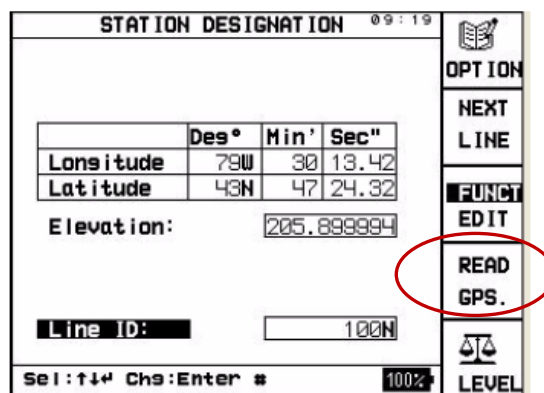 STATION DESIGNATION 09:19
OPTION
NEXT
LINE
Deg° Min' Sec"
Longitude 79W 30 13.42
Latitude 43N 47 24.32
FUNCT
EDIT
Elevation: 205.899994
READ
GPS.
Line ID: 100N
Sel:↑↓↵ Chg:Enter # 100%
LEVEL